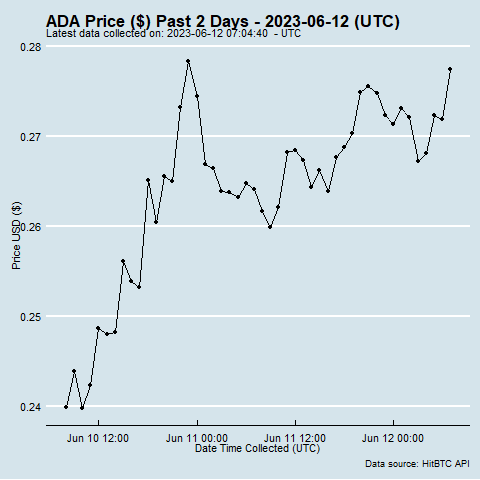 ADA Price ($) Past 2 Days - 2023-06-12 (UTC)
Latest data collected on: 2023-06-12 07:04:40 - UTC
0.28
0.27
0.26
0.25
0.24
Price USD ($)
Jun 10 12:00 Jun 11 00:00 Jun 11 12:00 Jun 12 00:00
Date Time Collected (UTC)
Data source: HitBTC API